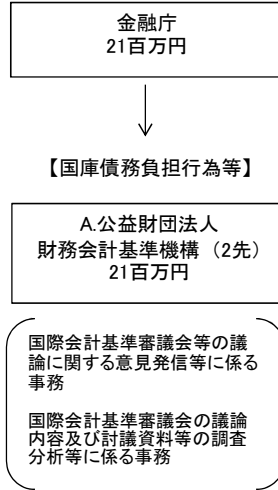 金融庁
21百万円
【国庫債務負担行為等】
A.公益財団法人
財務会計基準機構（2先）
21百万円
国際会計基準審議会等の議
論に関する意見発信等に係る
事務
国際会計基準審議会の議論
内容及び討議資料等の調査
分析等に係る事務